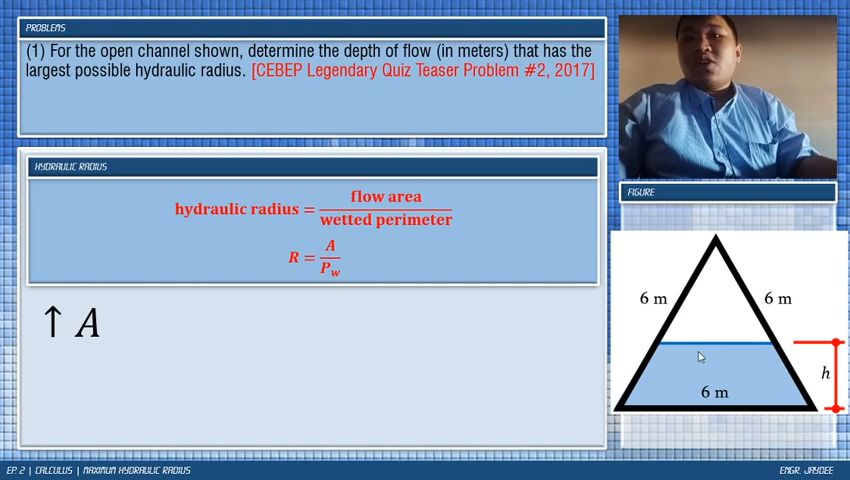 PROBLEMS
(1) For the open channel shown, determine the depth of flow (in meters) that has the
largest possible hydraulic radius. [CEBEP Legendary Quiz Teaser Problem #2, 2017]
HYDRAULIC RADIUS
hydraulic radius = flow area / wetted perimeter
R = A / P_w
↑ A
FIGURE
6 m 6 m
h
6 m
EP. 2 | CALCULUS | MAXIMUM HYDRAULIC RADIUS
ENGR. JAYDEE